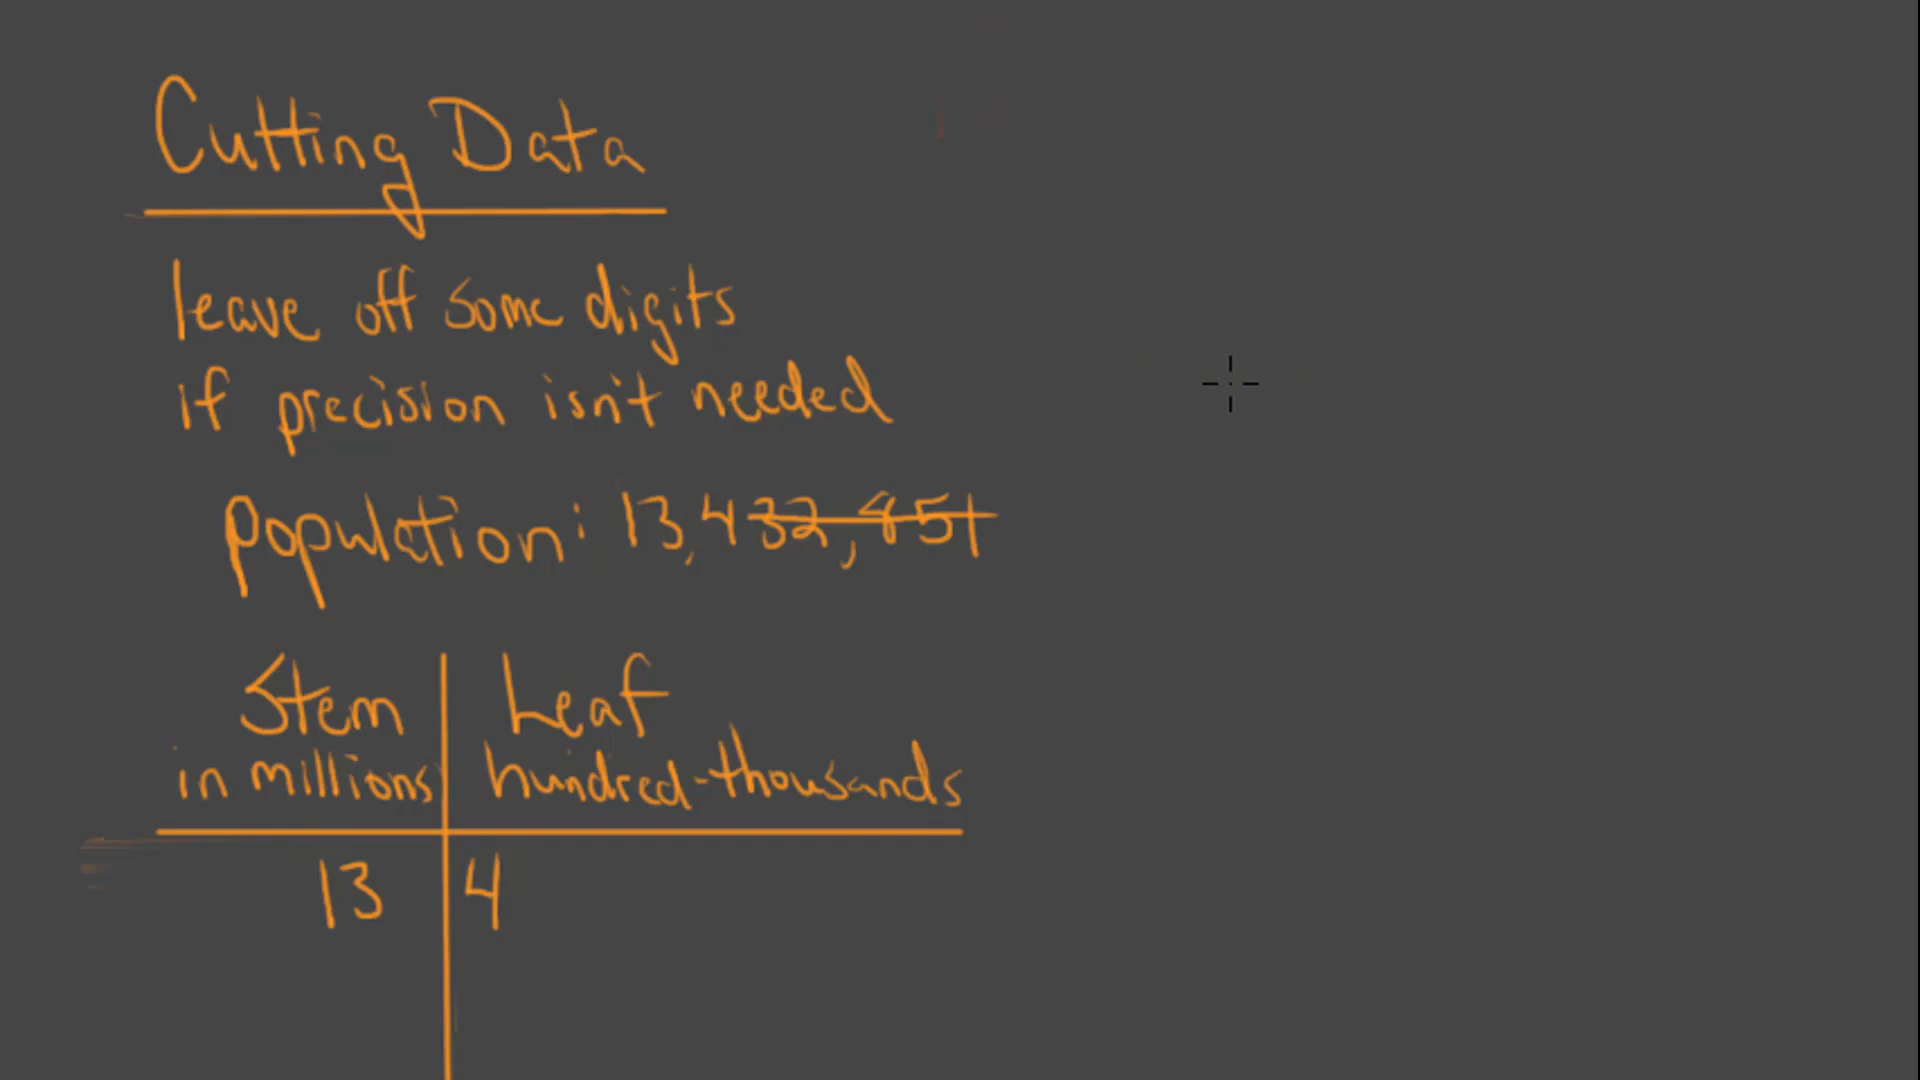 Cutting Data
leave off some digits
if precision isn't needed
Population: 13,432,851
Stem Leaf
in millions hundred-thousands
13 4